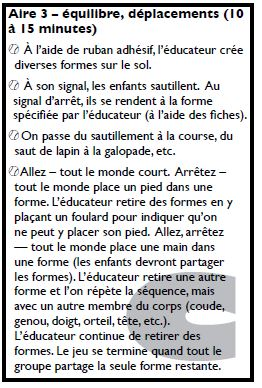 Aire 3 – équilibre, déplacements (10
à 15 minutes)
À l'aide de ruban adhésif, l'éducateur crée
diverses formes sur le sol.
À son signal, les enfants sautillent. Au
signal d'arrêt, ils se rendent à la forme
spécifiée par l'éducateur (à l'aide des fiches).
On passe du sautillement à la course, du
saut de lapin à la galopade, etc.
Allez – tout le monde court. Arrêtez –
tout le monde place un pied dans une
forme. L'éducateur retire des formes en y
plaçant un foulard pour indiquer qu'on
ne peut y placer son pied. Allez, arrêtez
— tout le monde place une main dans
une forme (les enfants devront partager
les formes). L'éducateur retire une autre
forme et l'on répète la séquence, mais
avec un autre membre du corps (coude,
genou, doigt, orteil, tête, etc.).
L'éducateur continue de retirer des
formes. Le jeu se termine quand tout le
groupe partage la seule forme restante.